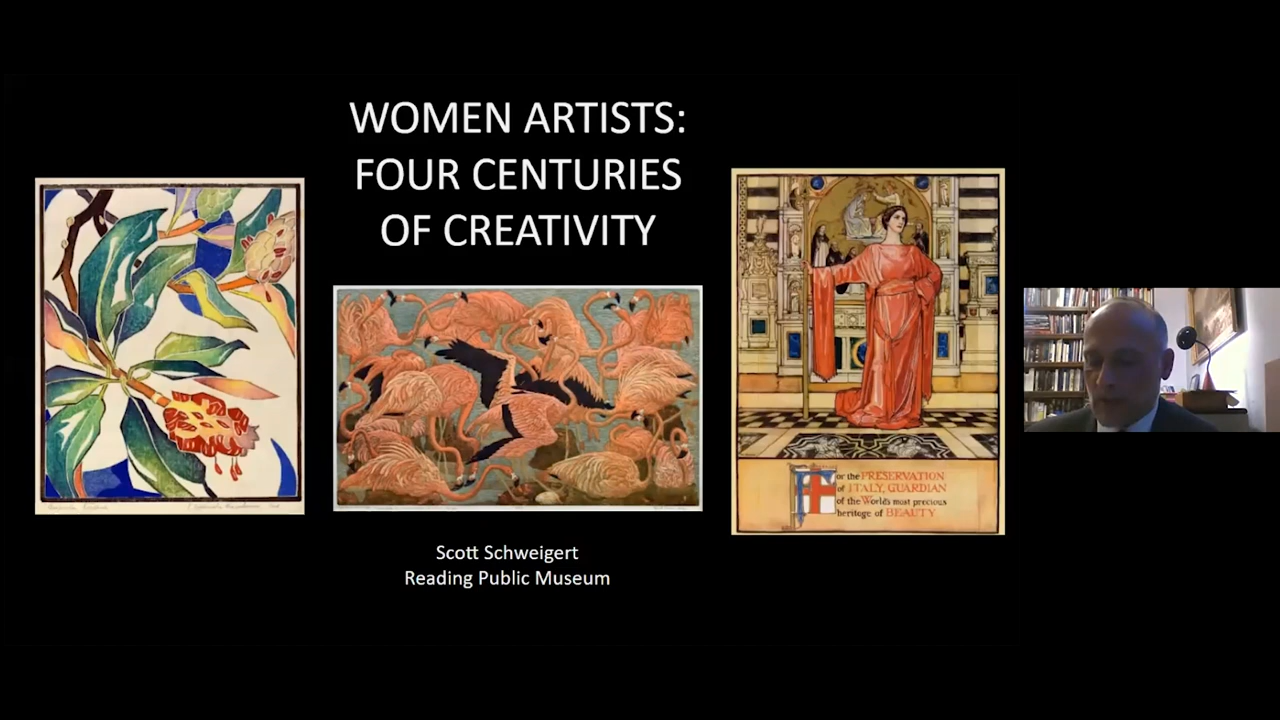 WOMEN ARTISTS:
FOUR CENTURIES
OF CREATIVITY
For the PRESERVATION
of ITALY, GUARDIAN
of the World's most precious
heritage of BEAUTY
Scott Schweigert
Reading Public Museum